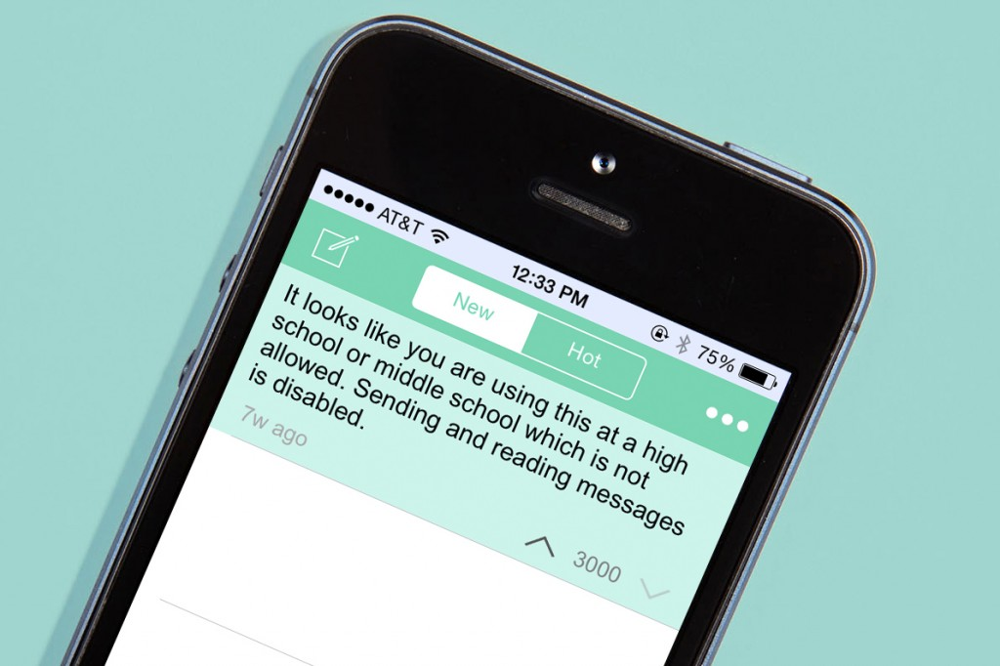 AT&T 12:33 PM 75%
New Hot
It looks like you are using this at a high
school or middle school which is not
allowed. Sending and reading messages
is disabled.
7w ago
3000